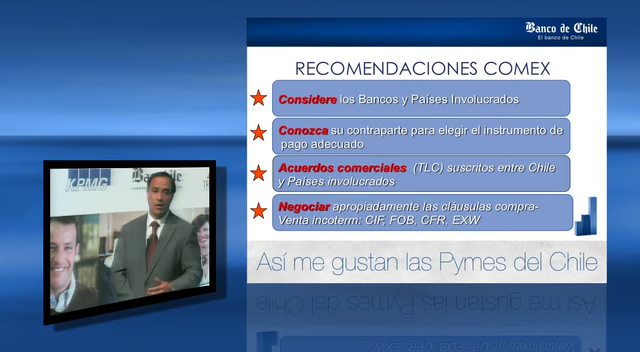 Banco de Chile
El banco de Chile
RECOMENDACIONES COMEX
Considere los Bancos y Países Involucrados
Conozca su contraparte para elegir el instrumento de
pago adecuado
Acuerdos comerciales (TLC) suscritos entre Chile
y Países involucrados
Negociar apropiadamente las cláusulas compra-
Venta incoterm: CIF, FOB, CFR, EXW
Así me gustan las Pymes del Chile
KPMG